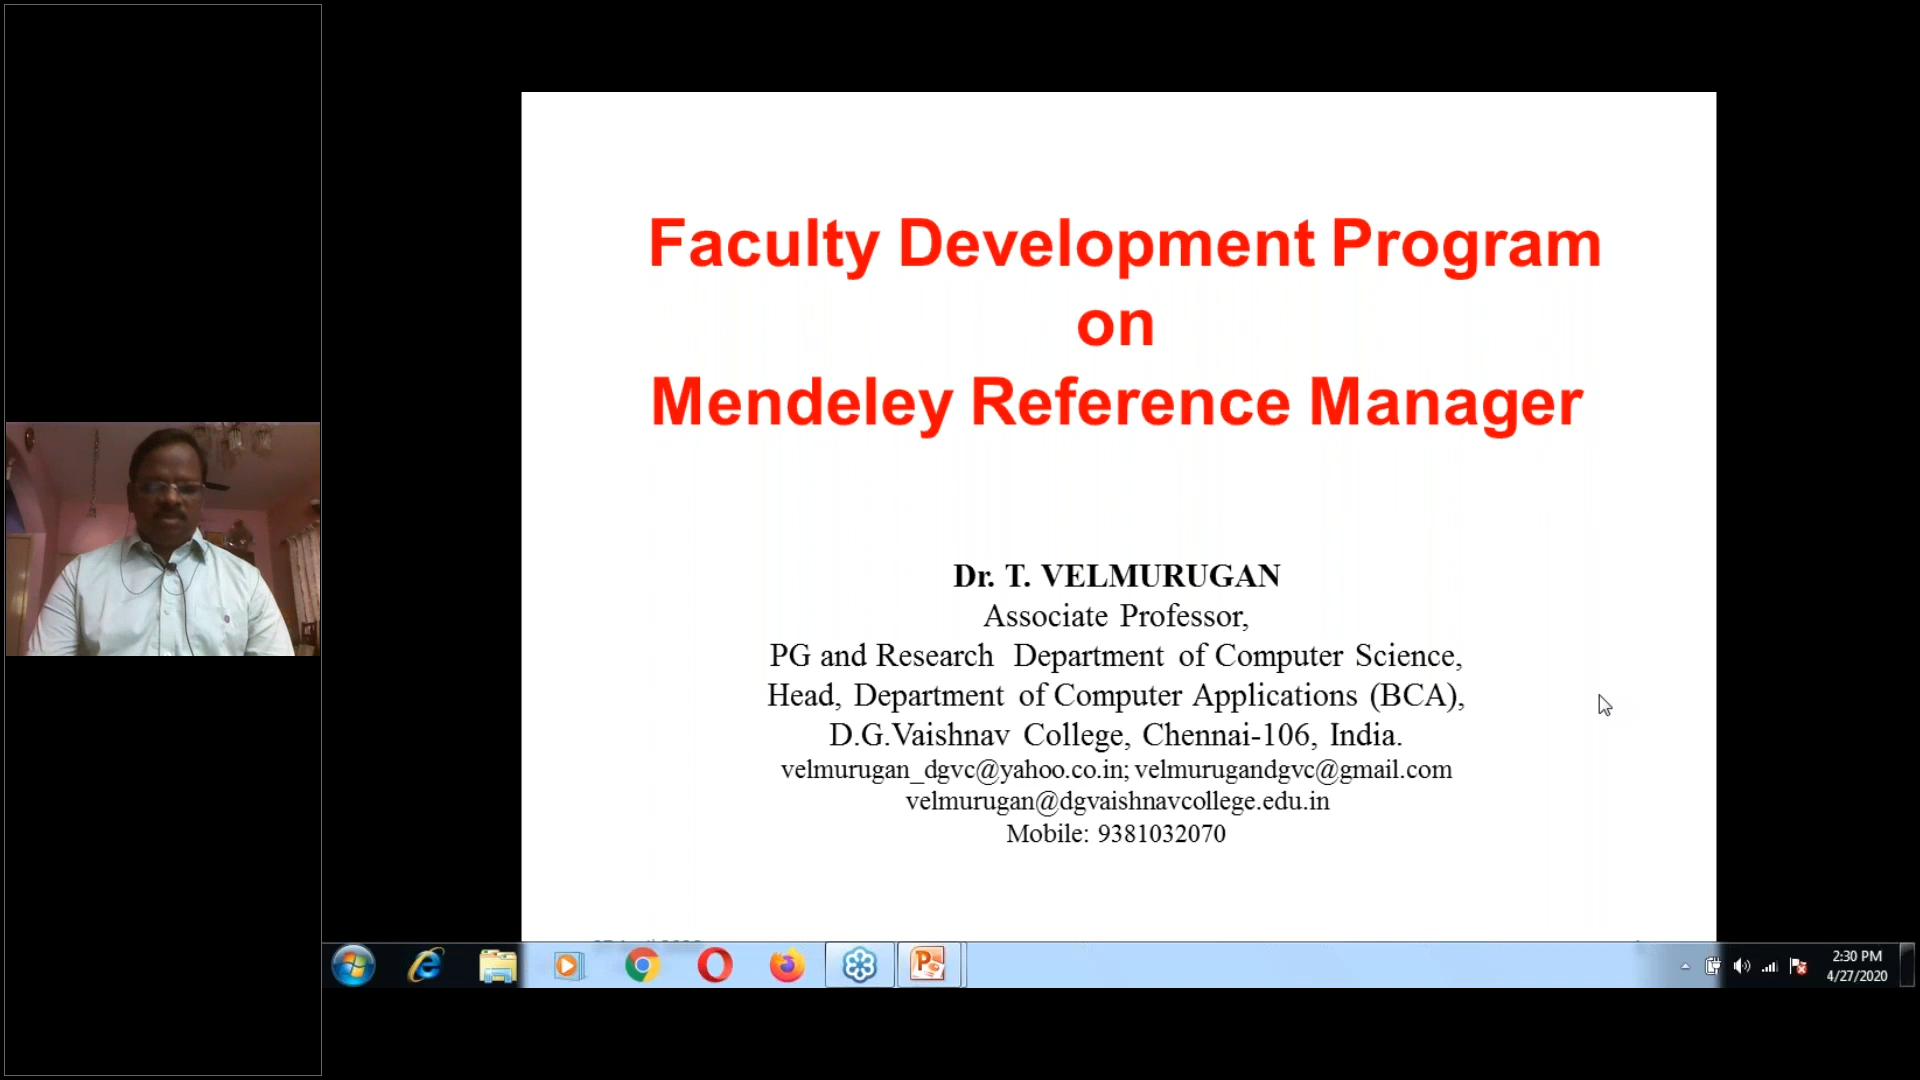 Faculty Development Program
on
Mendeley Reference Manager
Dr. T. VELMURUGAN
Associate Professor,
PG and Research Department of Computer Science,
Head, Department of Computer Applications (BCA),
D.G.Vaishnav College, Chennai-106, India.
velmurugan_dgvc@yahoo.co.in; velmurugandgvc@gmail.com
velmurugan@dgvaishnavcollege.edu.in
Mobile: 9381032070
2:30 PM
4/27/2020